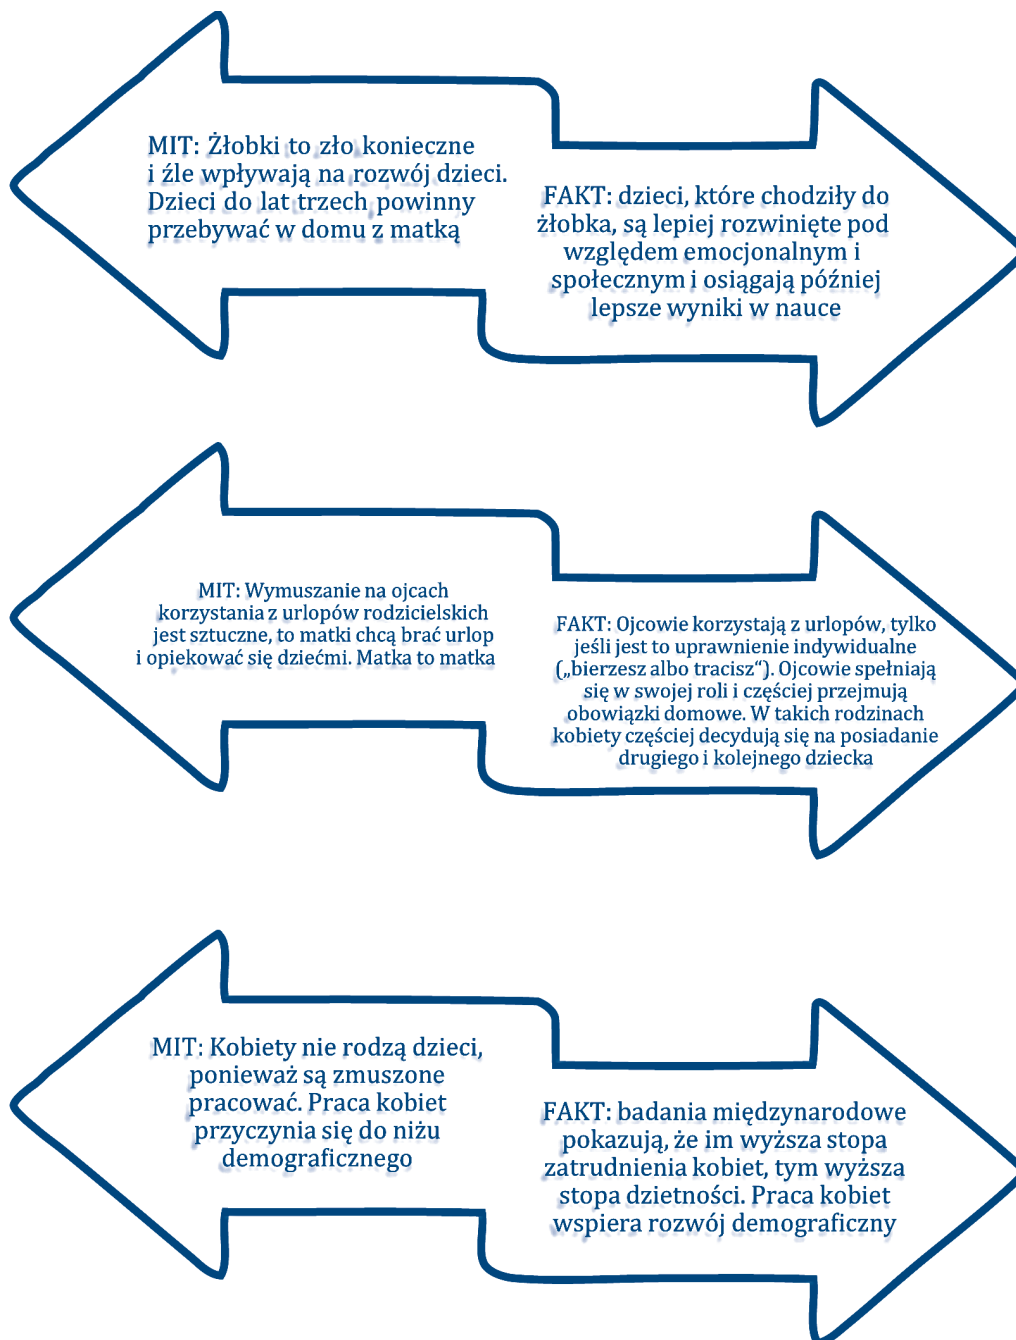 MIT: Żłobki to zło konieczne
i źle wpływają na rozwój dzieci.
Dzieci do lat trzech powinny
przebywać w domu z matką
FAKT: dzieci, które chodziły do
żłobka, są lepiej rozwinięte pod
względem emocjonalnym i
społecznym i osiągają później
lepsze wyniki w nauce
MIT: Wymuszanie na ojcach
korzystania z urlopów rodzicielskich
jest sztuczne, to matki chcą brać urlop
i opiekować się dziećmi. Matka to matka
FAKT: Ojcowie korzystają z urlopów, tylko
jeśli jest to uprawnienie indywidualne
(„bierzesz albo tracisz“). Ojcowie spełniają
się w swojej roli i częściej przejmują
obowiązki domowe. W takich rodzinach
kobiety częściej decydują się na posiadanie
drugiego i kolejnego dziecka
MIT: Kobiety nie rodzą dzieci,
ponieważ są zmuszone
pracować. Praca kobiet
przyczynia się do niżu
demograficznego
FAKT: badania międzynarodowe
pokazują, że im wyższa stopa
zatrudnienia kobiet, tym wyższa
stopa dzietności. Praca kobiet
wspiera rozwój demograficzny